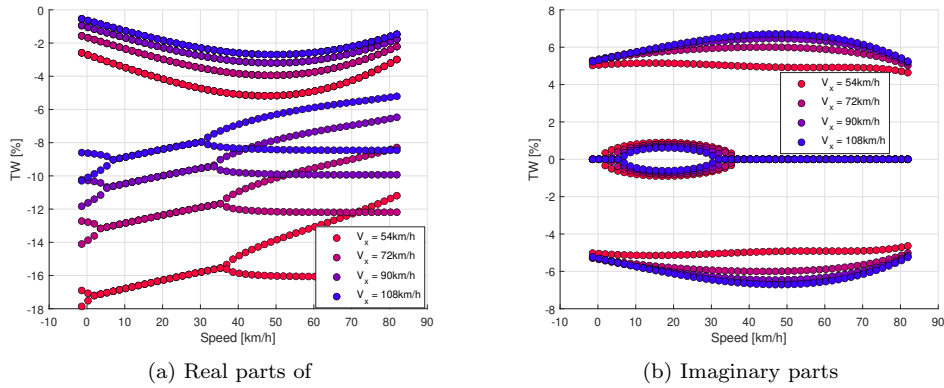 0
-2
-4
-6
-8
-10
-12
-14
-16
-18
TW [%]
-10 0 10 20 30 40 50 60 70 80 90
Speed [km/h]
V_x = 54km/h
V_x = 72km/h
V_x = 90km/h
V_x = 108km/h
(a) Real parts of
8
6
4
2
0
-2
-4
-6
-8
TW [%]
-10 0 10 20 30 40 50 60 70 80 90
Speed [km/h]
V_x = 54km/h
V_x = 72km/h
V_x = 90km/h
V_x = 108km/h
(b) Imaginary parts